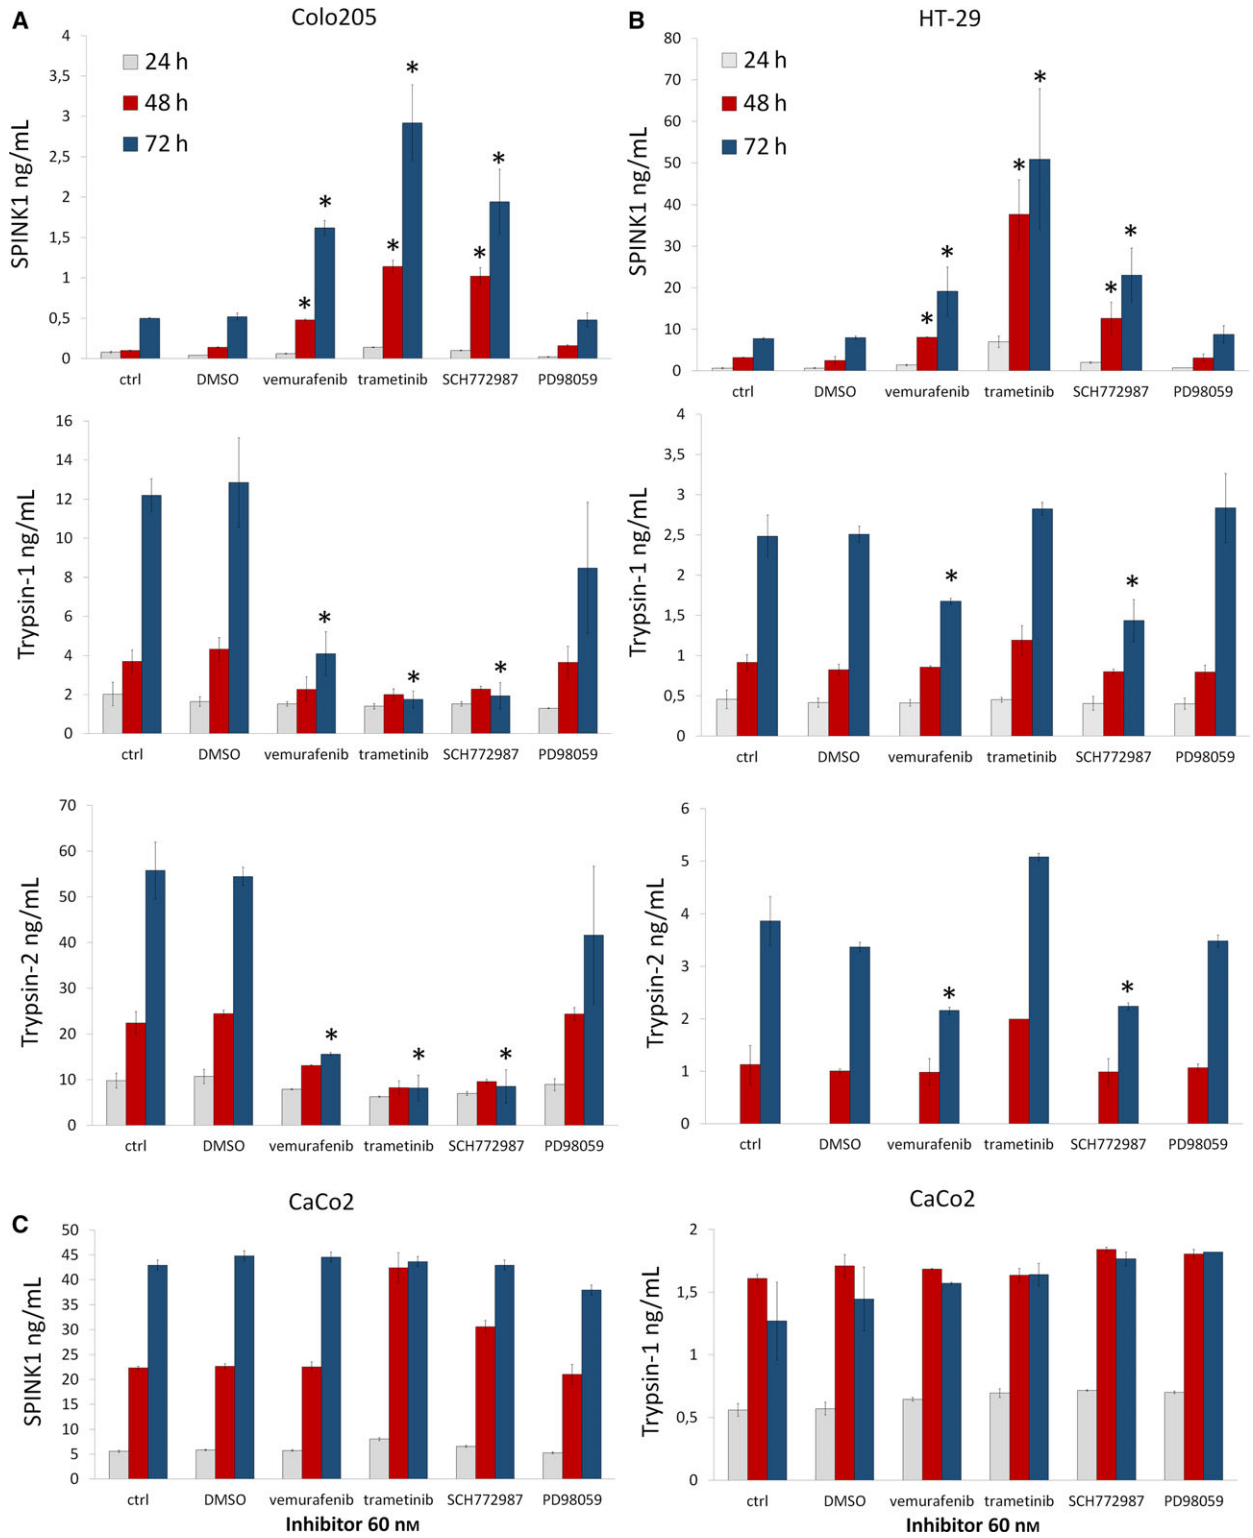 A
Colo205
4
3,5
3
2,5
2
1,5
1
0,5
0
SPINK1 ng/mL
24 h
48 h
72 h
* * * * * *
ctrl DMSO vemurafenib trametinib SCH772987 PD98059
B
HT-29
80
70
60
50
40
30
20
10
0
SPINK1 ng/mL
24 h
48 h
72 h
* * * * * *
ctrl DMSO vemurafenib trametinib SCH772987 PD98059
16
14
12
10
8
6
4
2
0
Trypsin-1 ng/mL
* * *
ctrl DMSO vemurafenib trametinib SCH772987 PD98059
4
3,5
3
2,5
2
1,5
1
0,5
0
Trypsin-1 ng/mL
* *
ctrl DMSO vemurafenib trametinib SCH772987 PD98059
70
60
50
40
30
20
10
0
Trypsin-2 ng/mL
* * *
ctrl DMSO vemurafenib trametinib SCH772987 PD98059
6
5
4
3
2
1
0
Trypsin-2 ng/mL
* *
ctrl DMSO vemurafenib trametinib SCH772987 PD98059
C
CaCo2
50
45
40
35
30
25
20
15
10
5
0
SPINK1 ng/mL
ctrl DMSO vemurafenib trametinib SCH772987 PD98059
Inhibitor 60 nM
CaCo2
2
1,5
1
0,5
0
Trypsin-1 ng/mL
ctrl DMSO vemurafenib trametinib SCH772987 PD98059
Inhibitor 60 nM